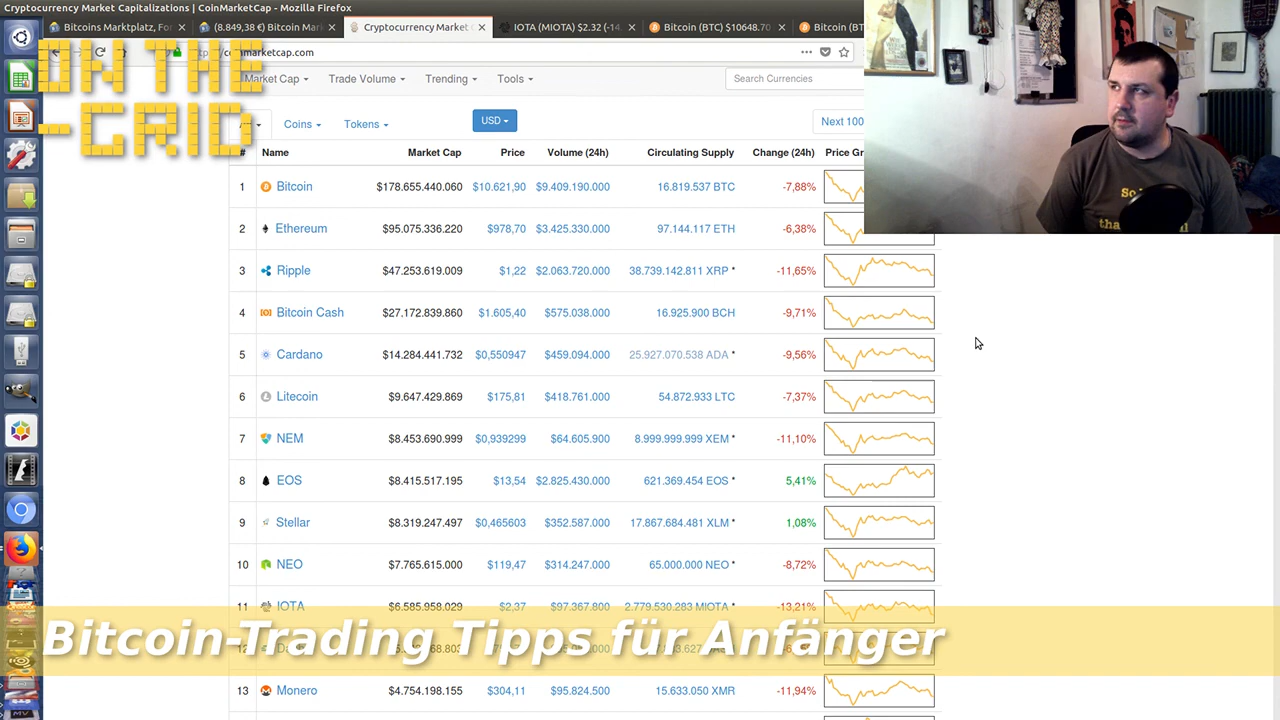 Cryptocurrency Market Capitalizations | CoinMarketCap - Mozilla Firefox
Bitcoins Marktplatz, For
(8.849,38 €) Bitcoin Mar
Cryptocurrency Market
IOTA (MIOTA) $2.32 (-14
Bitcoin (BTC) $10648.70
Bitcoin (BT
ON THE
-GRID
Market Cap
Trade Volume
Trending
Tools
Search Currencies
Coins
Tokens
USD
Next 100
# Name Market Cap Price Volume (24h) Circulating Supply Change (24h) Price Gr
1 Bitcoin $178.655.440.060 $10.621,90 $9.409.190.000 16.819.537 BTC -7,88%
2 Ethereum $95.075.336.220 $978,70 $3.425.330.000 97.144.117 ETH -6,38%
3 Ripple $47.253.619.009 $1,22 $2.063.720.000 38.739.142.811 XRP * -11,65%
4 Bitcoin Cash $27.172.839.860 $1.605,40 $575.038.000 16.925.900 BCH -9,71%
5 Cardano $14.284.441.732 $0,550947 $459.094.000 25.927.070.538 ADA * -9,56%
6 Litecoin $9.647.429.869 $175,81 $418.761.000 54.872.933 LTC -7,37%
7 NEM $8.453.690.999 $0,939299 $64.605.900 8.999.999.999 XEM * -11,10%
8 EOS $8.415.517.195 $13,54 $2.825.430.000 621.369.454 EOS * 5,41%
9 Stellar $8.319.247.497 $0,465603 $352.587.000 17.867.684.481 XLM * 1,08%
10 NEO $7.765.615.000 $119,47 $314.247.000 65.000.000 NEO * -8,72%
11 IOTA $6.585.958.029 $2,37 $97.367.800 2.779.530.283 MIOTA * -13,21%
Bitcoin-Trading Tipps für Anfänger
12
13 Monero $4.754.198.155 $304,11 $95.824.500 15.633.050 XMR -11,94%